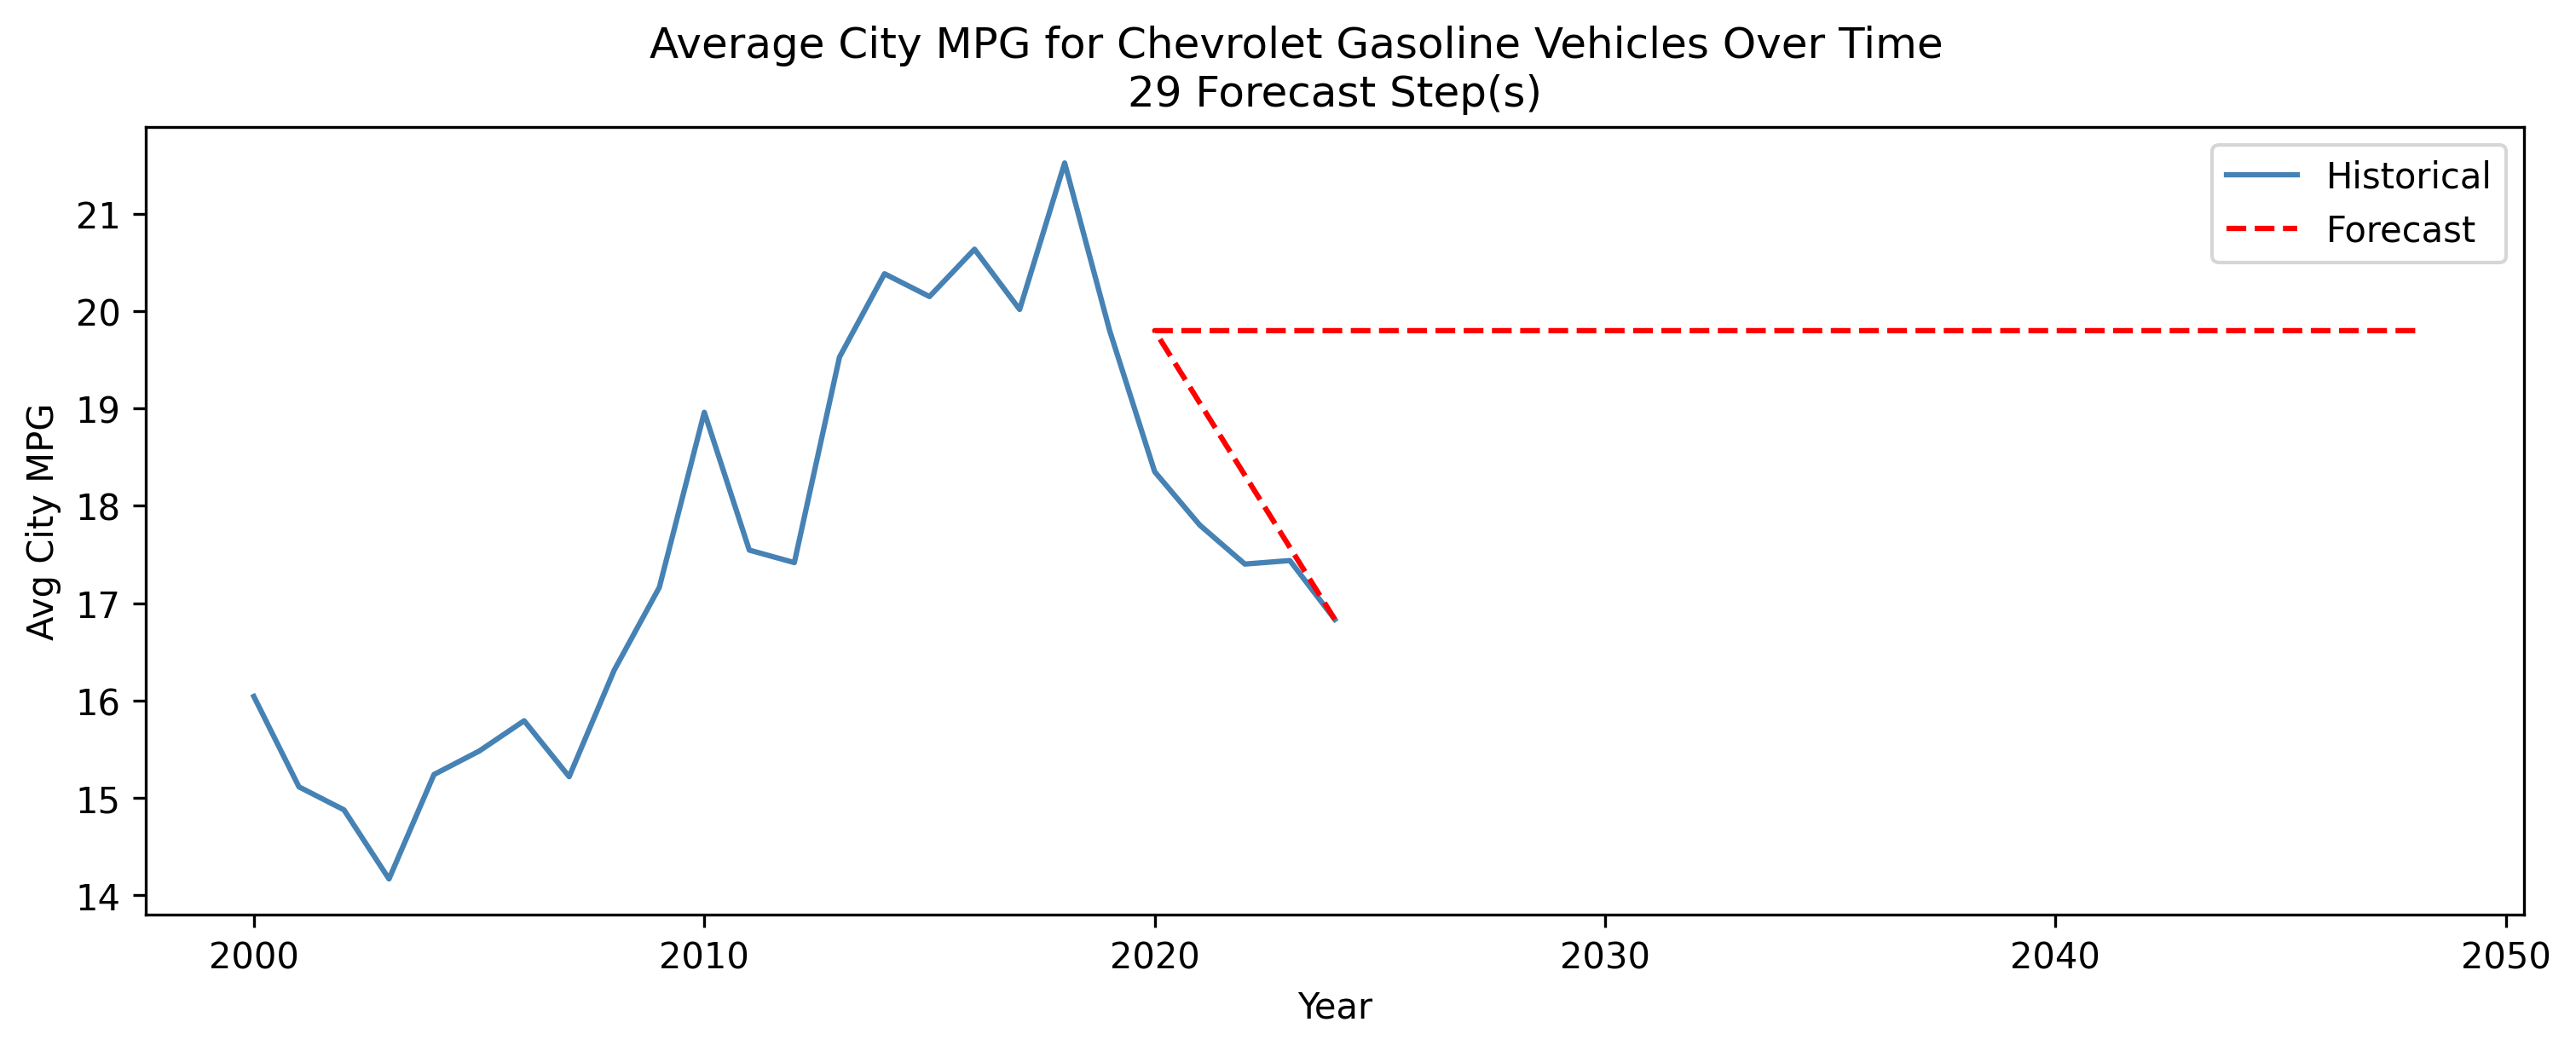 Average City MPG for Chevrolet Gasoline Vehicles Over Time
29 Forecast Step(s)
Historical
Forecast
Avg City MPG
21
20
19
18
17
16
15
14
2000
2010
2020
2030
2040
2050
Year